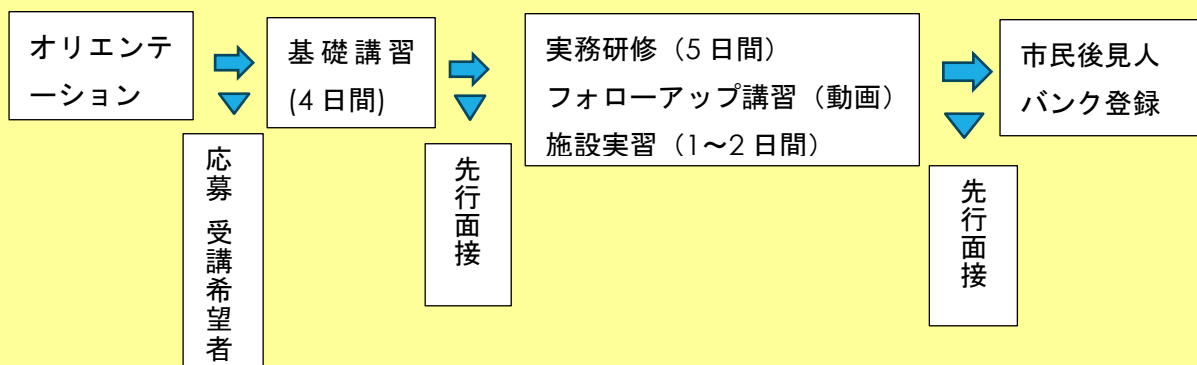 オリエンテ
ーション
基礎講習
(4日間)
実務研修（5日間）
フォローアップ講習（動画）
施設実習（1～2日間）
市民後見人
バンク登録
応募 受講希望者
先行面接
先行面接